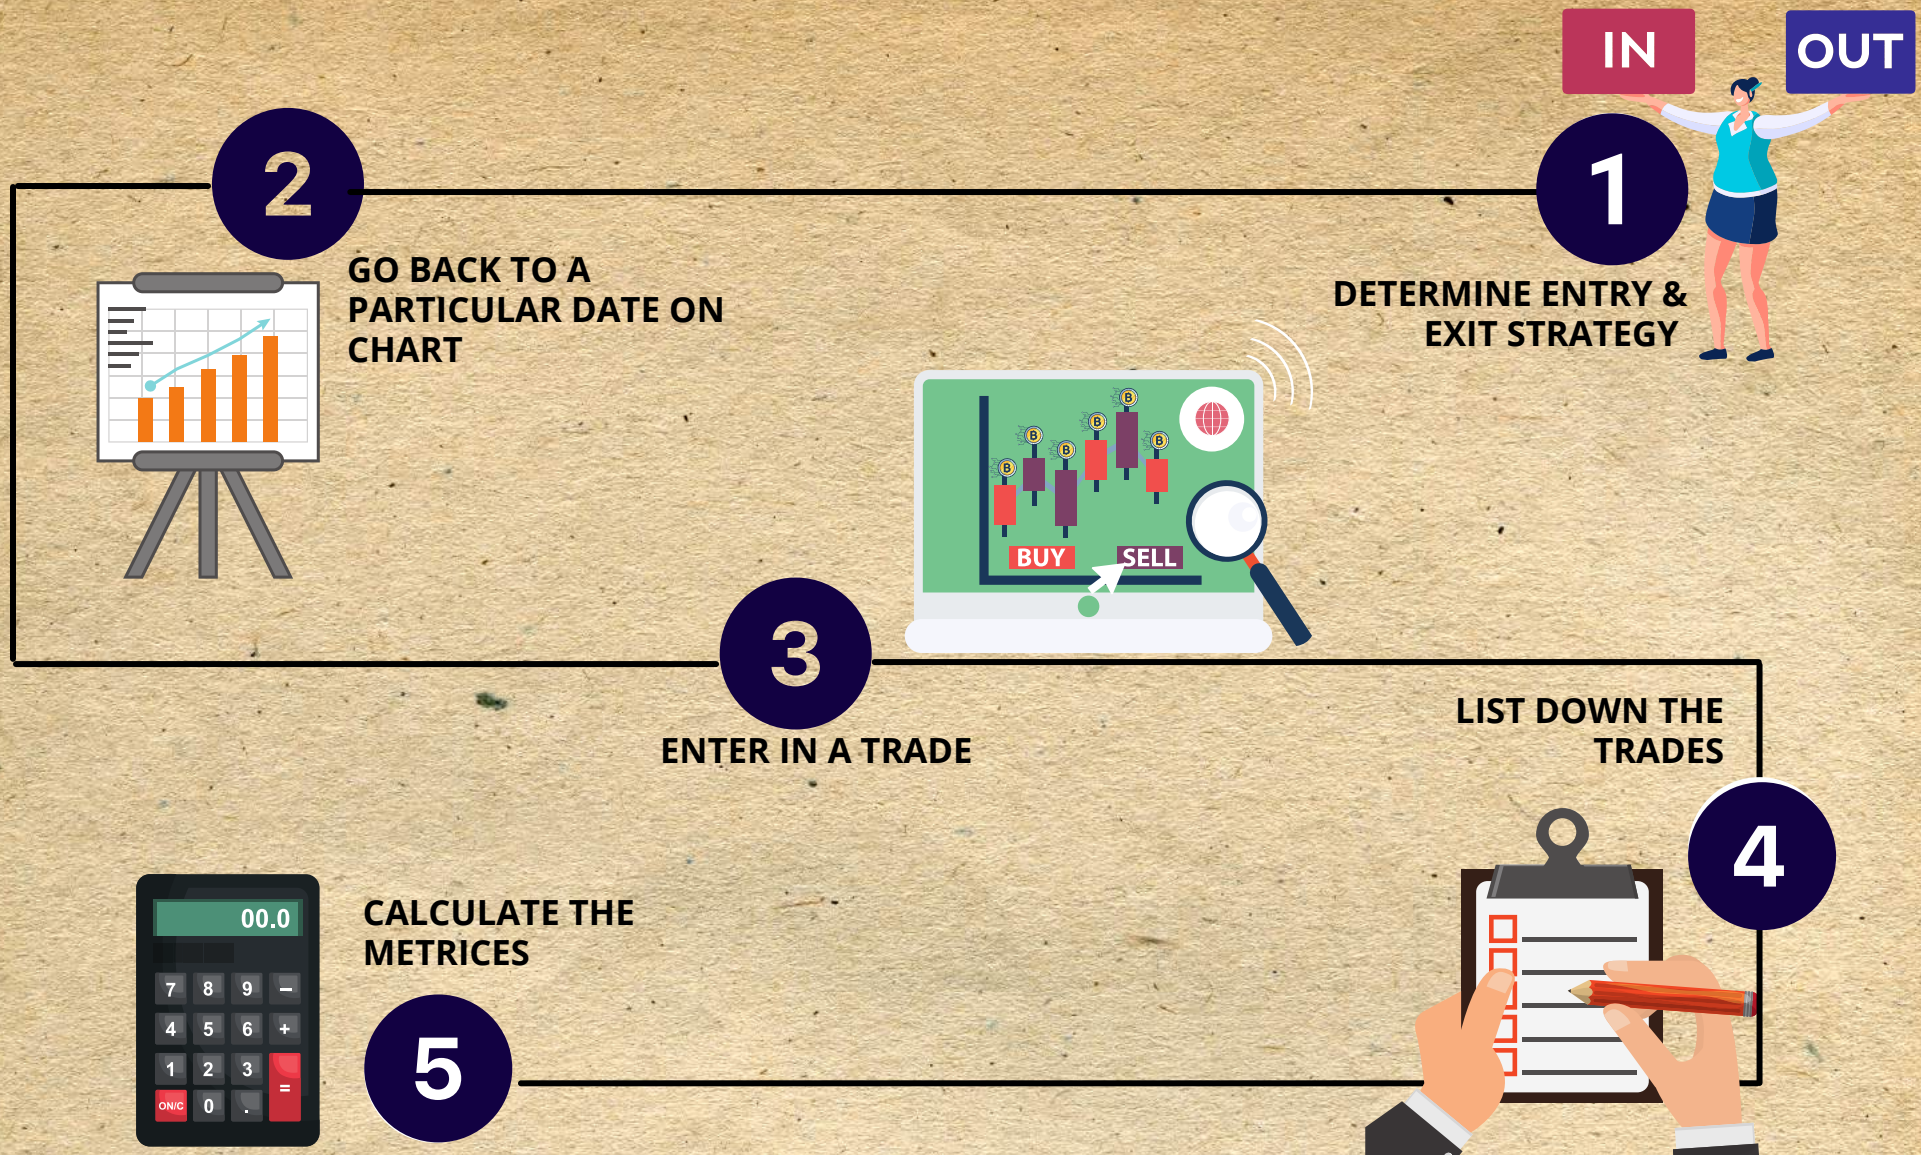 IN
OUT
1
DETERMINE ENTRY &
EXIT STRATEGY
2
GO BACK TO A
PARTICULAR DATE ON
CHART
B
B
B
B
B
B
BUY
SELL
3
ENTER IN A TRADE
LIST DOWN THE
TRADES
4
CALCULATE THE
METRICES
5
00.0
7 8 9 –
4 5 6 +
1 2 3
=
ON/C 0 .